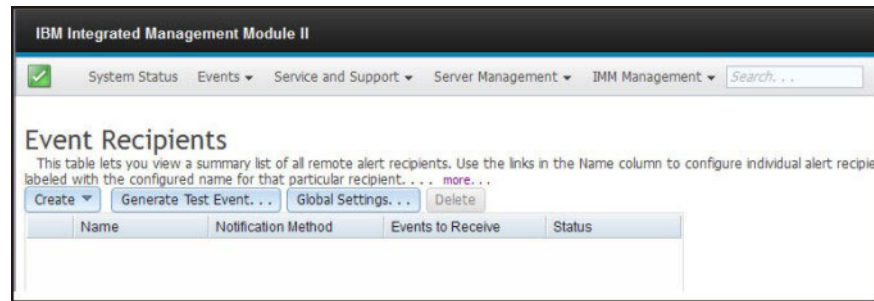 IBM Integrated Management Module II
System Status Events Service and Support Server Management IMM Management Search. . .
Event Recipients
This table lets you view a summary list of all remote alert recipients. Use the links in the Name column to configure individual alert recipie
labeled with the configured name for that particular recipient. . . . more. . .
Create Generate Test Event. . . Global Settings. . . Delete
Name Notification Method Events to Receive Status